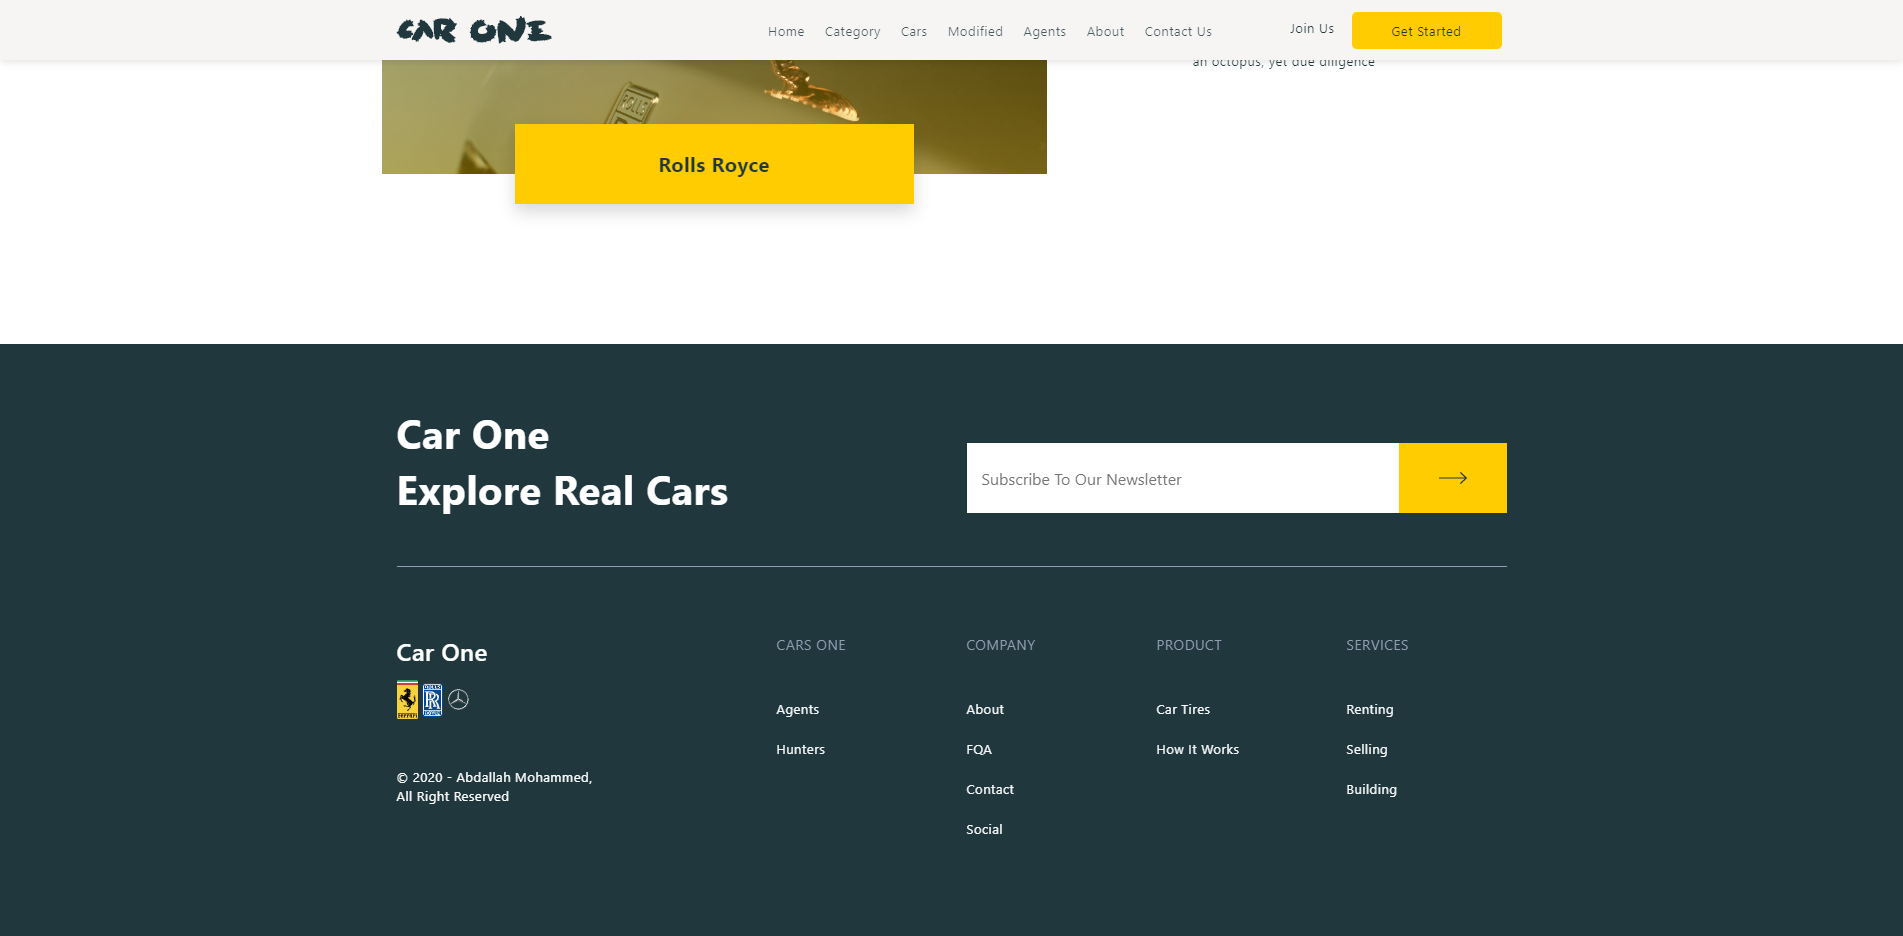 CAR ONE
Home Category Cars Modified Agents About Contact Us Join Us Get Started
an octopus, yet due diligence
ROLLS
Rolls Royce
Car One
Explore Real Cars
Subscribe To Our Newsletter
Car One
CARS ONE
Agents
Hunters
COMPANY
About
FQA
Contact
Social
PRODUCT
Car Tires
How It Works
SERVICES
Renting
Selling
Building
© 2020 - Abdallah Mohammed,
All Right Reserved